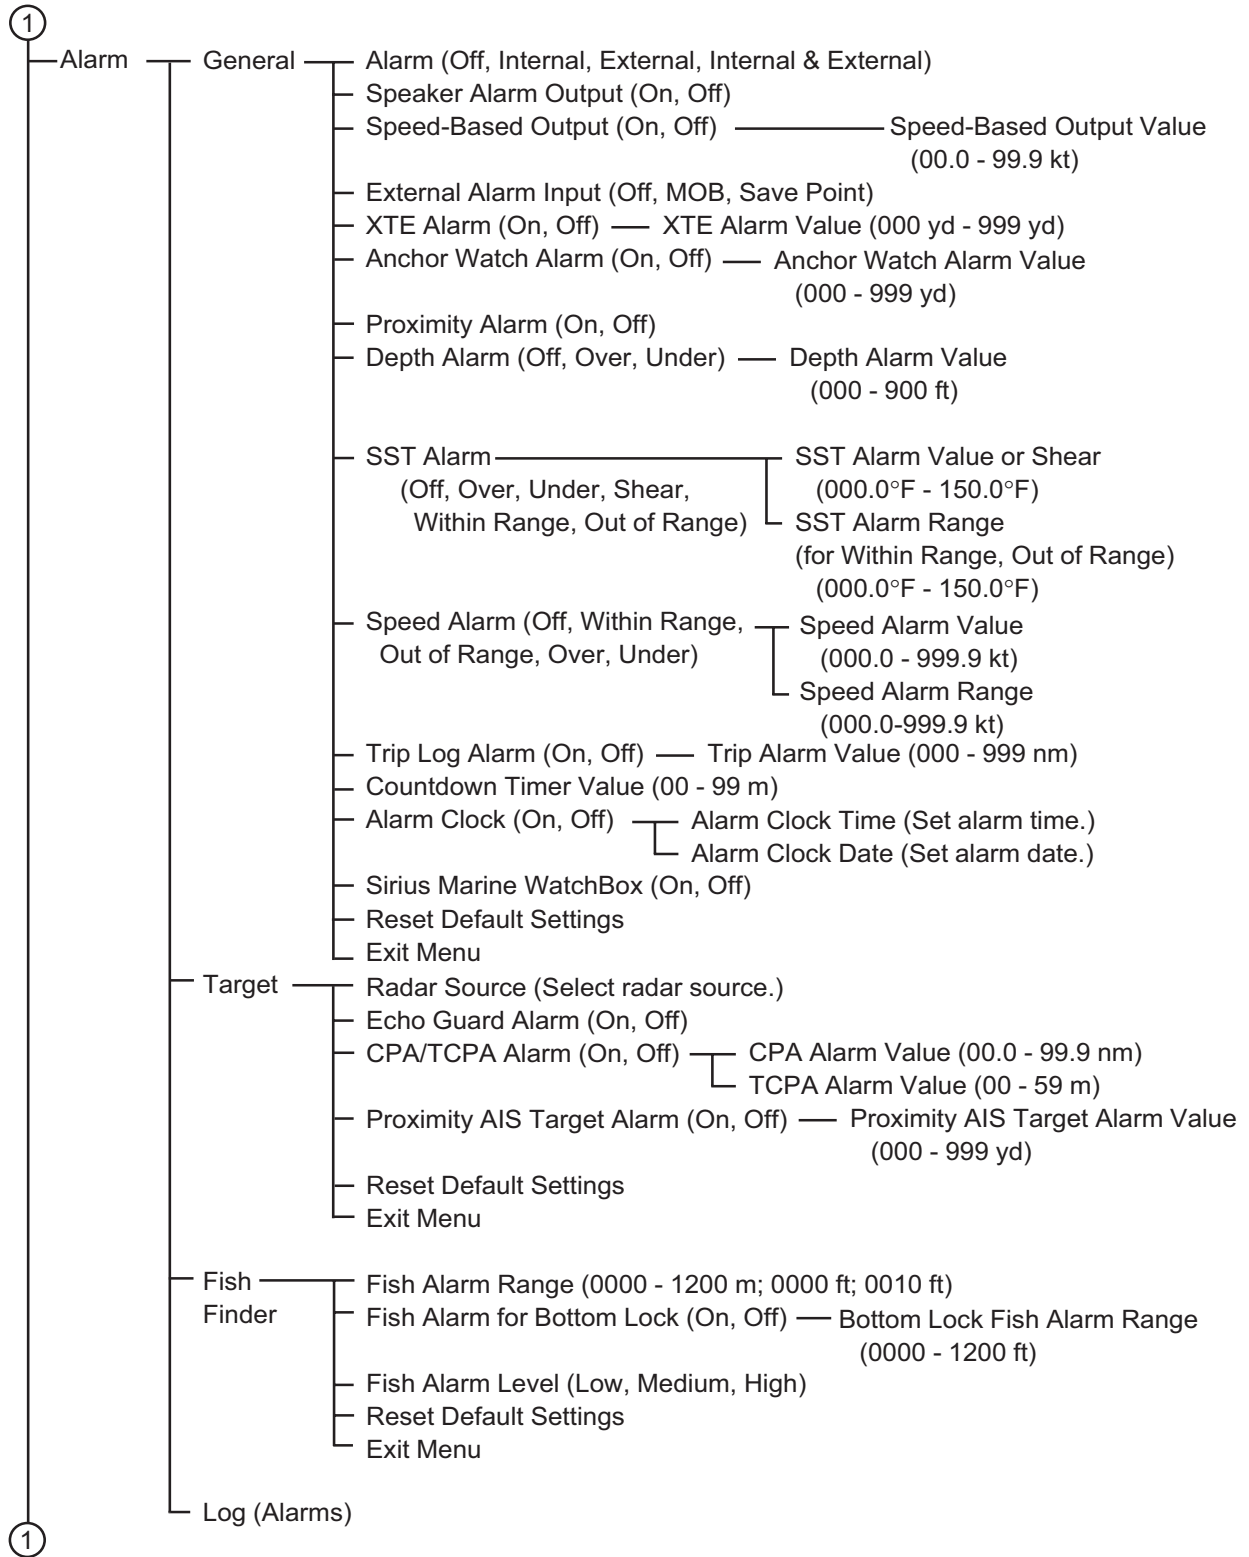 1
Alarm
General
Alarm (Off, Internal, External, Internal & External)
Speaker Alarm Output (On, Off)
Speed-Based Output (On, Off)
Speed-Based Output Value
(00.0 - 99.9 kt)
External Alarm Input (Off, MOB, Save Point)
XTE Alarm (On, Off)
XTE Alarm Value (000 yd - 999 yd)
Anchor Watch Alarm (On, Off)
Anchor Watch Alarm Value
(000 - 999 yd)
Proximity Alarm (On, Off)
Depth Alarm (Off, Over, Under)
Depth Alarm Value
(000 - 900 ft)
SST Alarm
(Off, Over, Under, Shear,
Within Range, Out of Range)
SST Alarm Value or Shear
(000.0°F - 150.0°F)
SST Alarm Range
(for Within Range, Out of Range)
(000.0°F - 150.0°F)
Speed Alarm (Off, Within Range,
Out of Range, Over, Under)
Speed Alarm Value
(000.0 - 999.9 kt)
Speed Alarm Range
(000.0-999.9 kt)
Trip Log Alarm (On, Off)
Trip Alarm Value (000 - 999 nm)
Countdown Timer Value (00 - 99 m)
Alarm Clock (On, Off)
Alarm Clock Time (Set alarm time.)
Alarm Clock Date (Set alarm date.)
Sirius Marine WatchBox (On, Off)
Reset Default Settings
Exit Menu
Target
Radar Source (Select radar source.)
Echo Guard Alarm (On, Off)
CPA/TCPA Alarm (On, Off)
CPA Alarm Value (00.0 - 99.9 nm)
TCPA Alarm Value (00 - 59 m)
Proximity AIS Target Alarm (On, Off)
Proximity AIS Target Alarm Value
(000 - 999 yd)
Reset Default Settings
Exit Menu
Fish
Finder
Fish Alarm Range (0000 - 1200 m; 0000 ft; 0010 ft)
Fish Alarm for Bottom Lock (On, Off)
Bottom Lock Fish Alarm Range
(0000 - 1200 ft)
Fish Alarm Level (Low, Medium, High)
Reset Default Settings
Exit Menu
Log (Alarms)
1